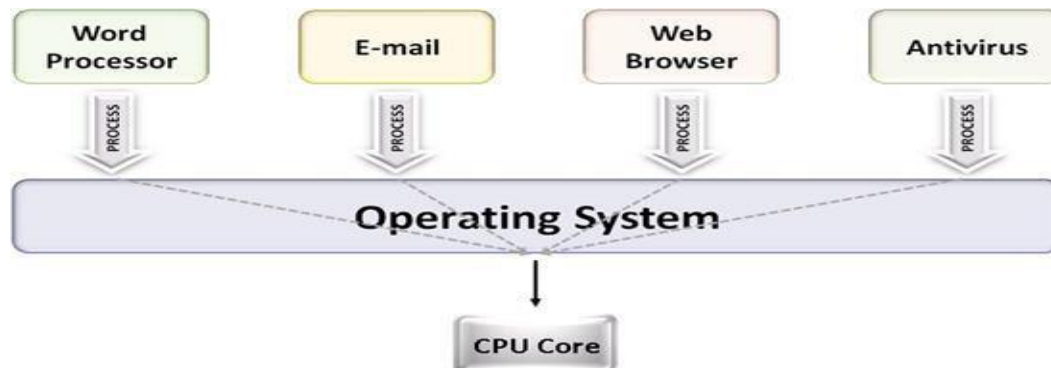 Word
Processor
E-mail
Web
Browser
Antivirus
PROCESS
PROCESS
PROCESS
PROCESS
Operating System
CPU Core